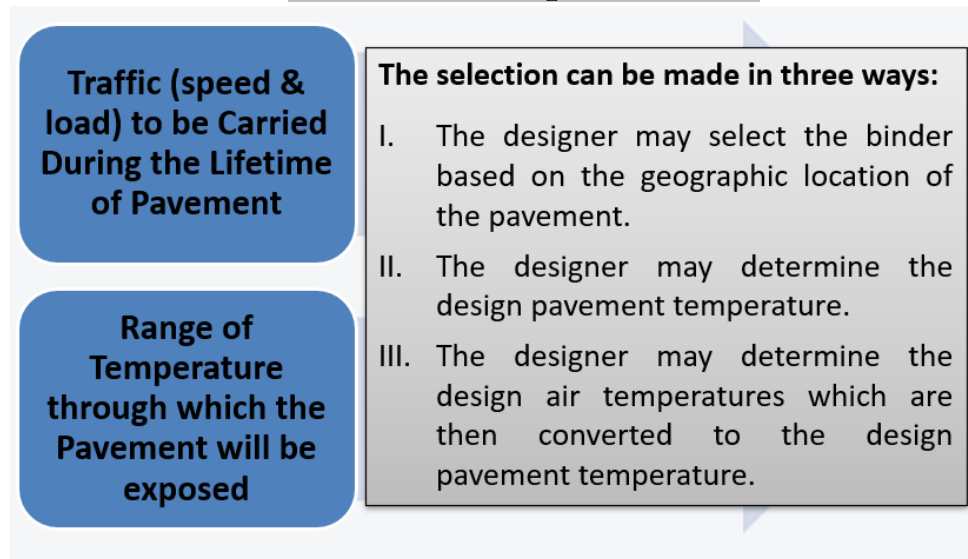 Traffic (speed &
load) to be Carried
During the Lifetime
of Pavement
Range of
Temperature
through which the
Pavement will be
exposed
The selection can be made in three ways:
I. The designer may select the binder
based on the geographic location of
the pavement.
II. The designer may determine the
design pavement temperature.
III. The designer may determine the
design air temperatures which are
then converted to the design
pavement temperature.